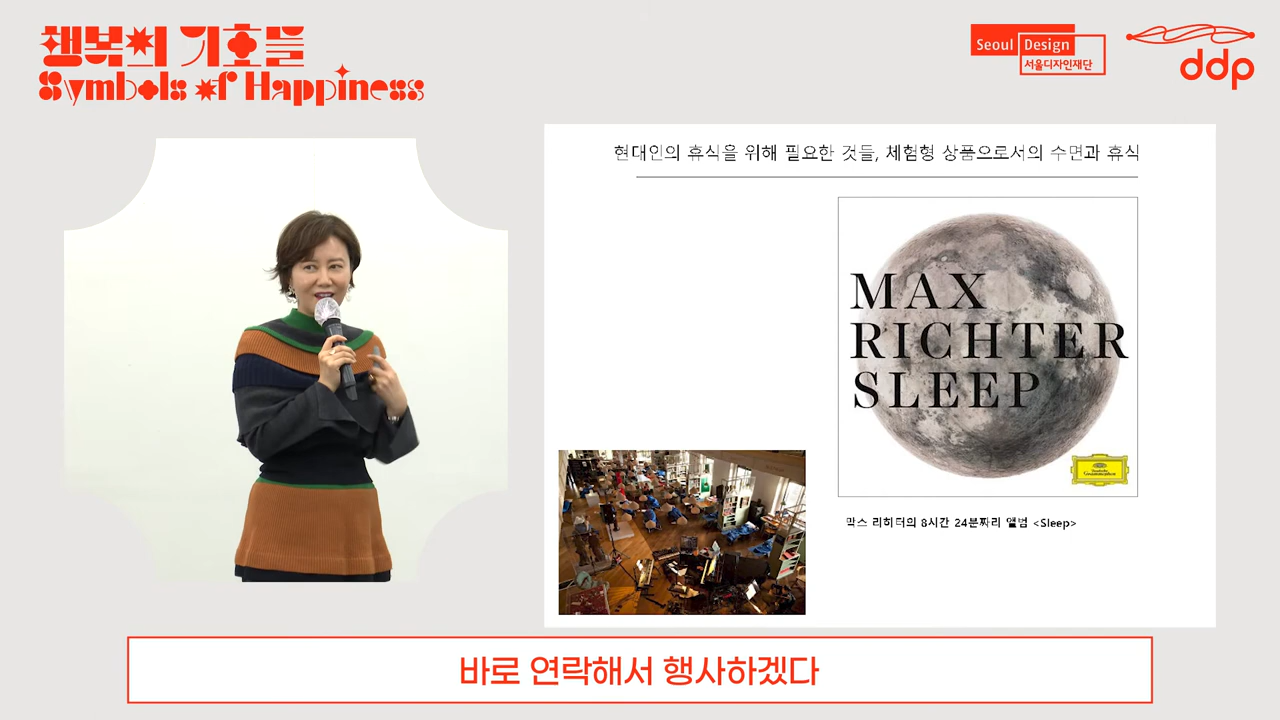 행복의 기호들
Symbols of Happiness
Seoul Design
서울디자인재단
ddp
현대인의 휴식을 위해 필요한 것들, 체험형 상품으로서의 수면과 휴식
MAX
RICHTER
SLEEP
Deutsche
Grammophon
막스 리히터의 8시간 24분짜리 앨범 <Sleep>
바로 연락해서 행사하겠다